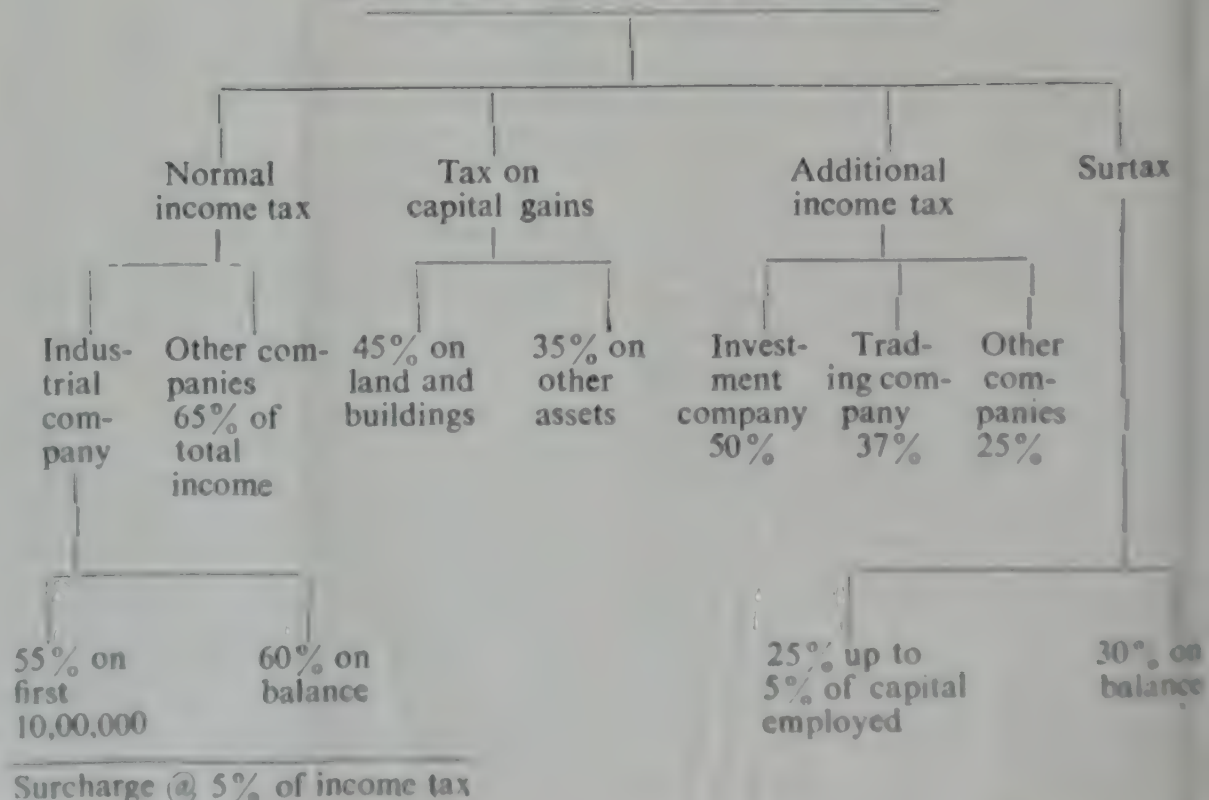 Normal
income tax
Tax on
capital gains
Additional
income tax
Surtax
Indus-
trial
com-
pany
Other com-
panies
65% of
total
income
45% on
land and
buildings
35% on
other
assets
Invest-
ment
company
50%
Trad-
ing com-
pany
37%
Other
com-
panies
25%
55% on
first
10,00,000
60% on
balance
25% up to
5% of capital
employed
30% on
balance
Surcharge @ 5% of income tax